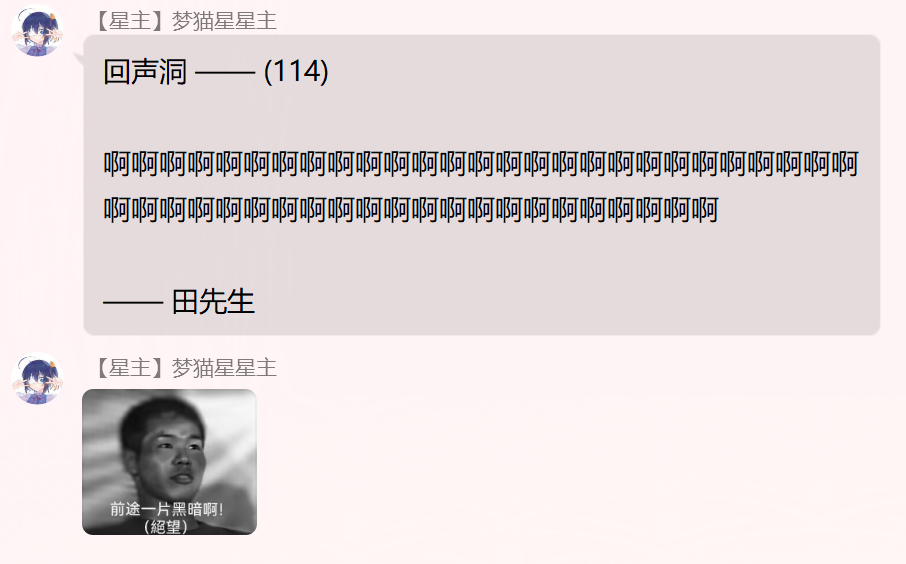 【星主】梦猫星星主
回声洞 —— (114)
啊啊啊啊啊啊啊啊啊啊啊啊啊啊啊啊啊啊啊啊啊啊啊啊啊啊啊
啊啊啊啊啊啊啊啊啊啊啊啊啊啊啊啊啊啊啊啊啊啊
—— 田先生
【星主】梦猫星星主
前途一片黑暗啊!
(絕望)